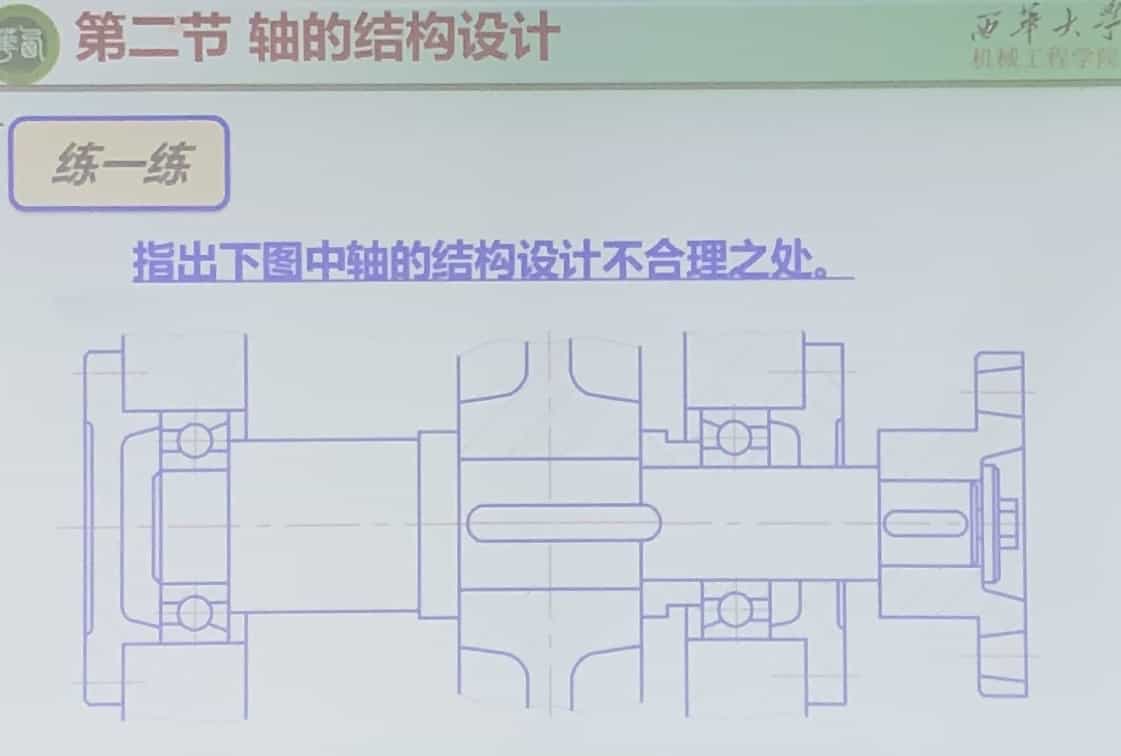 第二节 轴的结构设计
西华大学
机械工程学院
练一练
指出下图中轴的结构设计不合理之处。